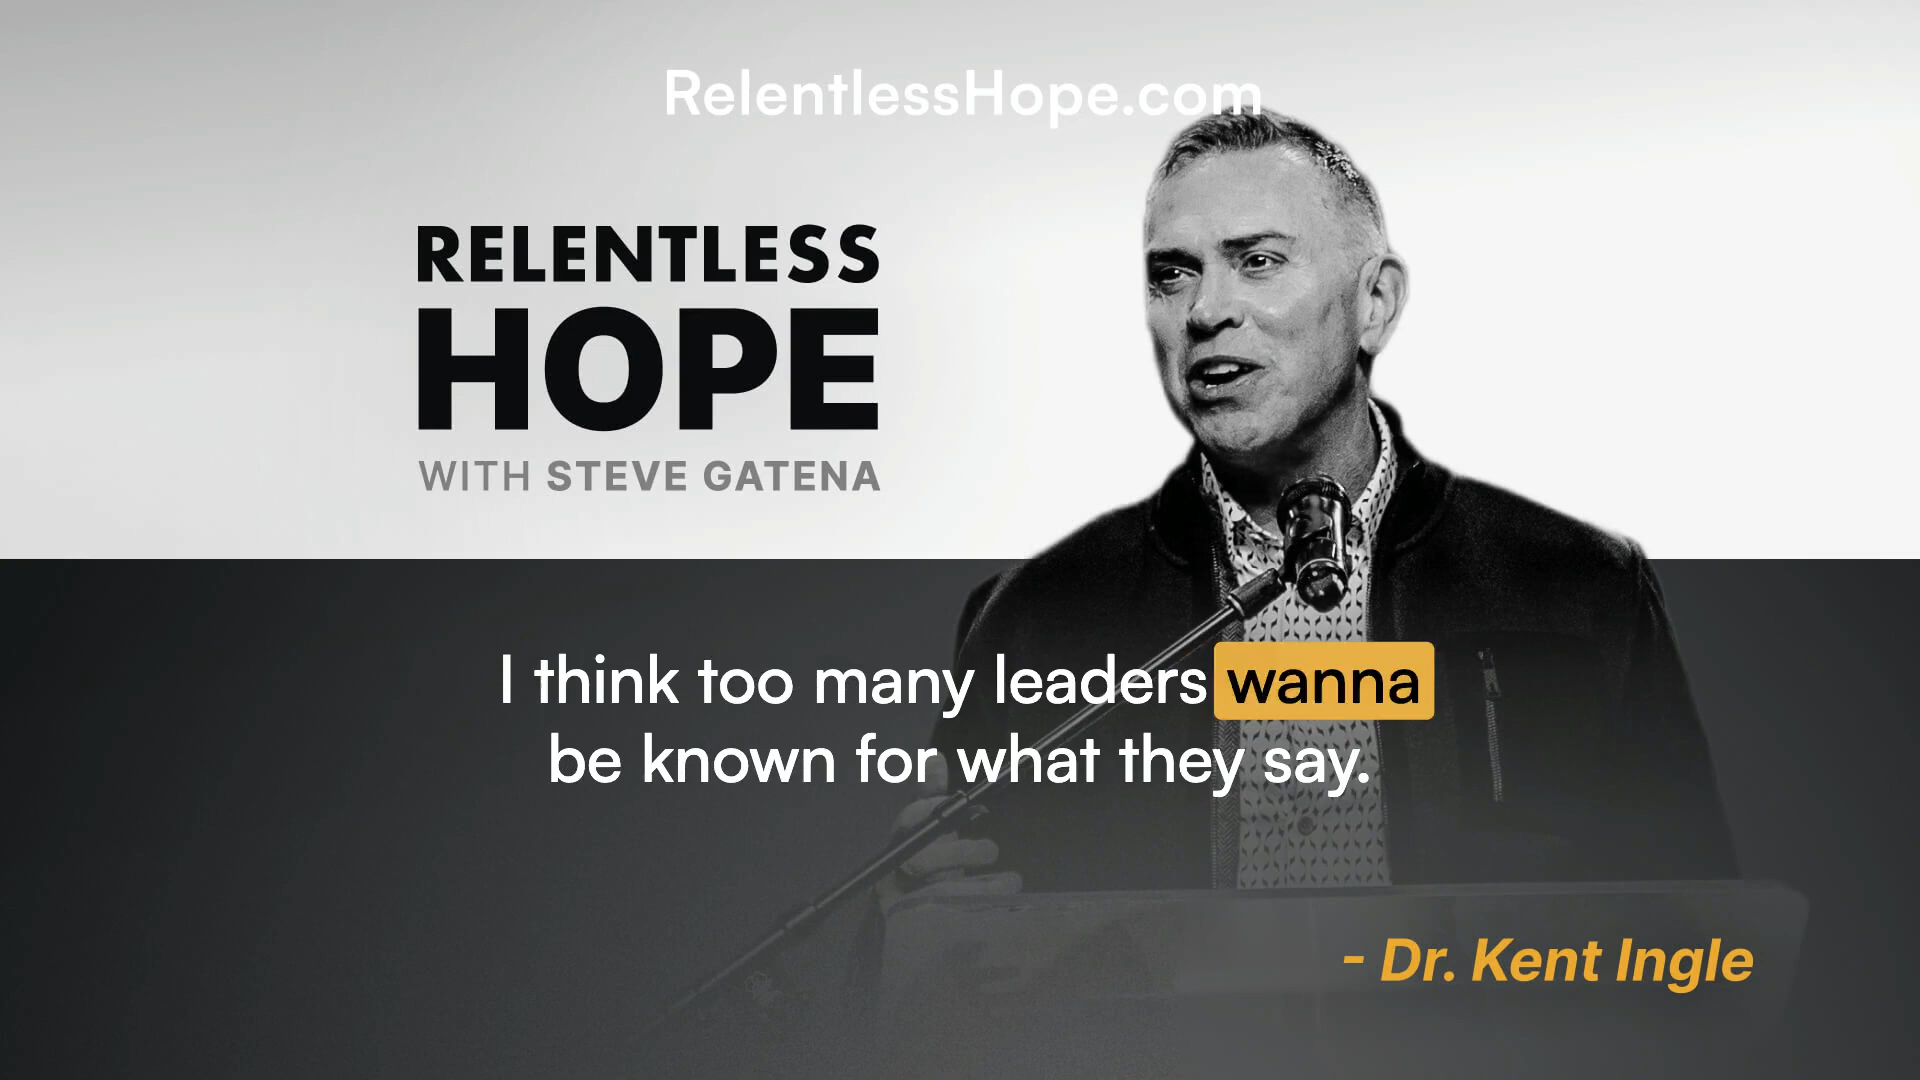 RelentlessHope.com
RELENTLESS
HOPE
WITH STEVE GATENA
I think too many leaders wanna
be known for what they say.
- Dr. Kent Ingle